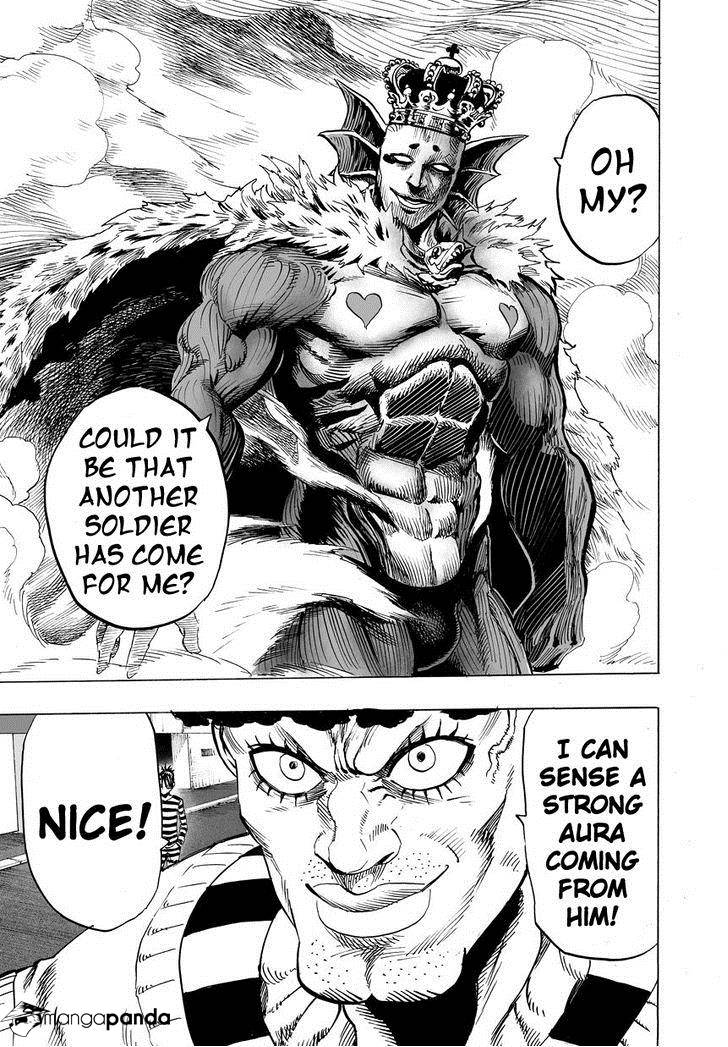 OH
MY?
COULD IT
BE THAT
ANOTHER
SOLDIER
HAS COME
FOR ME?
I CAN
SENSE A
STRONG
AURA
COMING
FROM
HIM!
NICE!
mangapanda